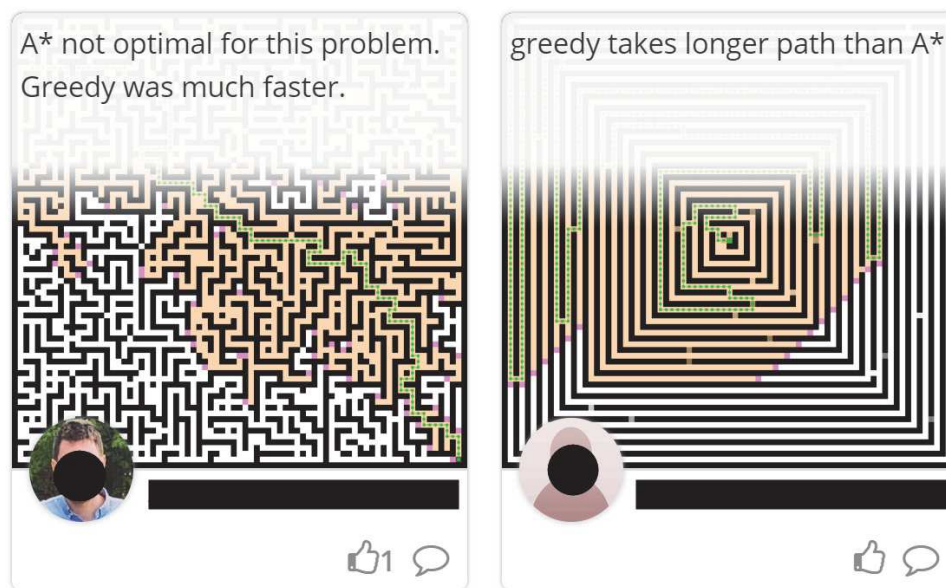 A* not optimal for this problem.
Greedy was much faster.
greedy takes longer path than A*
1